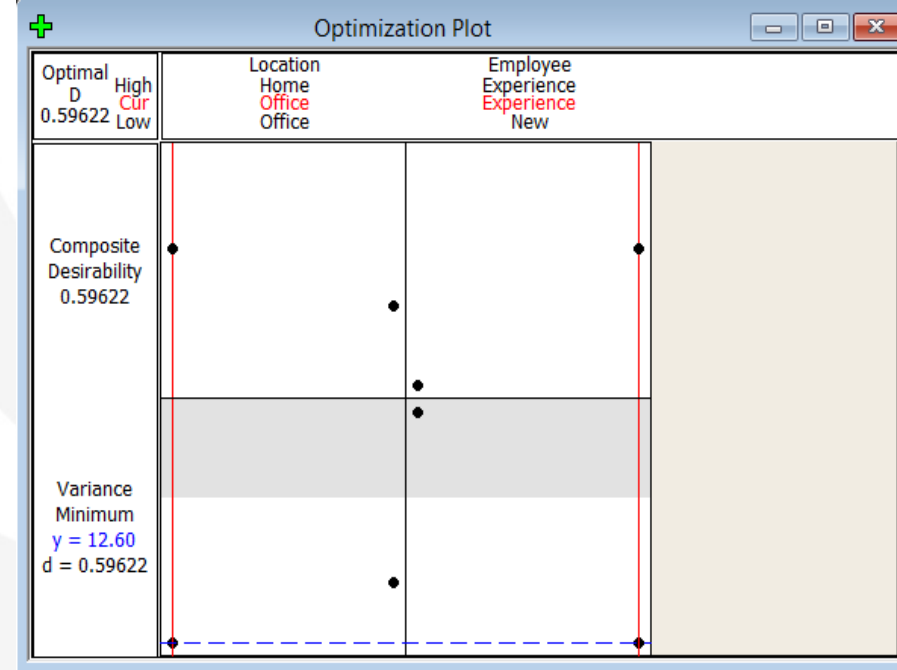 Optimization Plot
Optimal
D
0.59622
High
Cur
Low
Location
Home
Office
Office
Employee
Experience
Experience
New
Composite
Desirability
0.59622
Variance
Minimum
y = 12.60
d = 0.59622